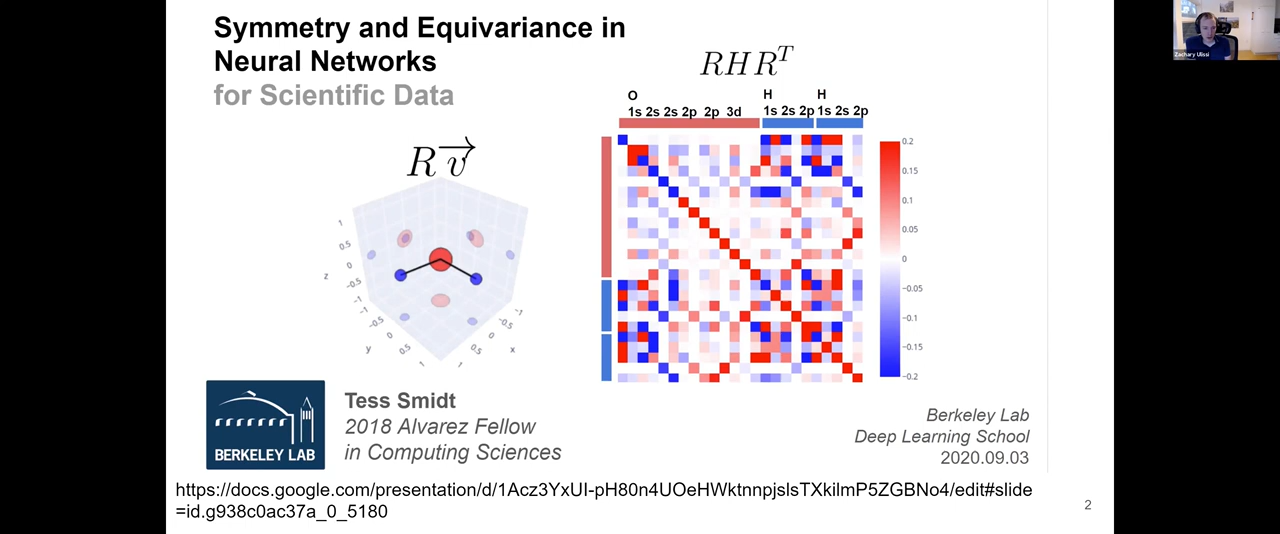 Symmetry and Equivariance in
Neural Networks
for Scientific Data
Zachary Ulissi
RHRᵀ
O H H
1s 2s 2s 2p 2p 3d 1s 2s 2p 1s 2s 2p
Rv⃗
0.2
0.15
0.1
0.05
0
−0.05
−0.1
−0.15
−0.2
1
0.5
0
−0.5
−1
z
−1
−0.5
0
0.5
1
y
−1
−0.5
0
0.5
1
x
BERKELEY LAB
Tess Smidt
2018 Alvarez Fellow
in Computing Sciences
Berkeley Lab
Deep Learning School
2020.09.03
https://docs.google.com/presentation/d/1Acz3YxUI-pH80n4UOeHWktnnpjslsTXkilmP5ZGBNo4/edit#slide
=id.g938c0ac37a_0_5180
2